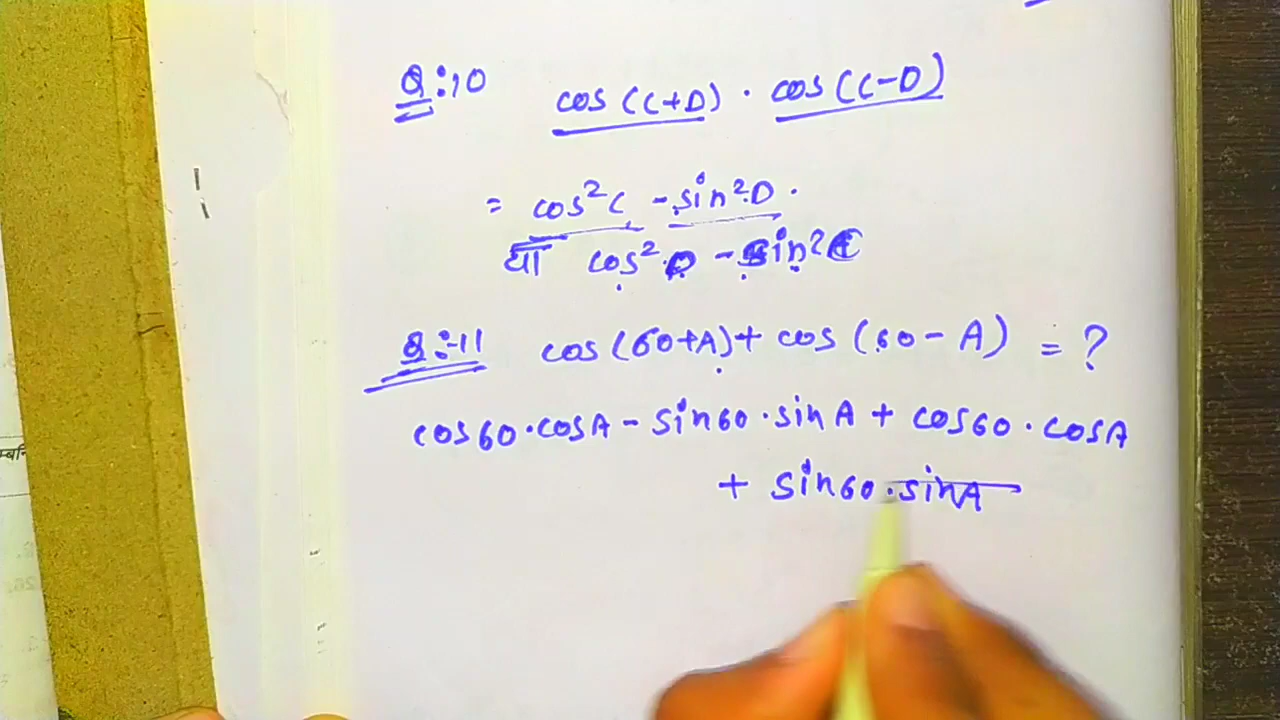 Q:10 cos(C+D) · cos(C-D)
= cos²C - sin²D.
या cos²D - sin²C
Q:-11 cos(60+A)+ cos(60-A) = ?
cos60·cosA - sin60·sinA + cos60·cosA
+ sin60·sinA